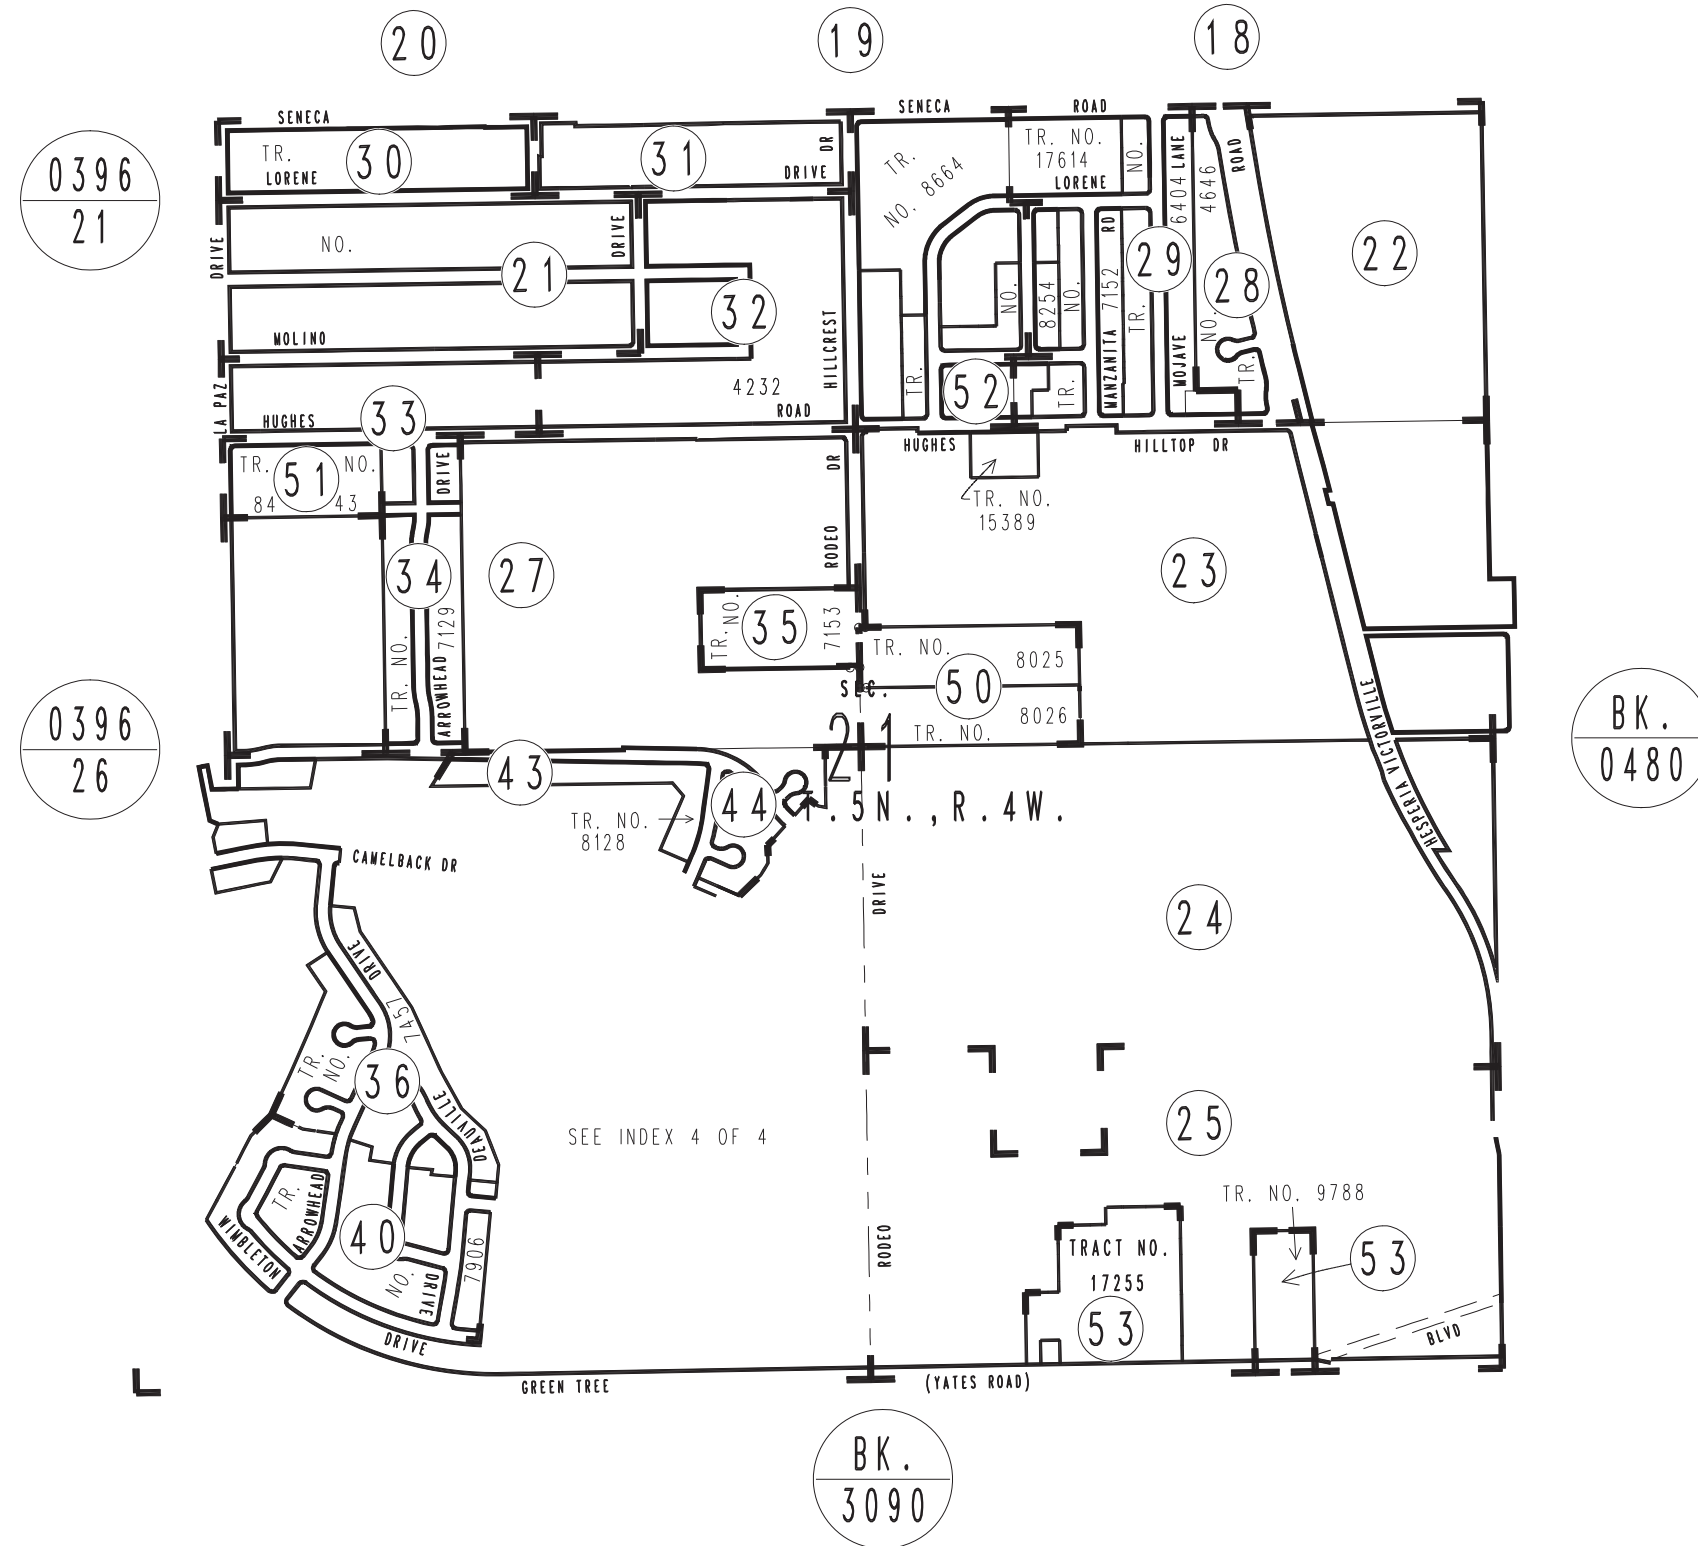 20
19
18
SENECA
SENECA
ROAD
0396
21
TR.
30
LORENE
31
DR
DRIVE
TR.
NO. 8664
TR. NO.
17614
LORENE
NO.
6404 LANE
4646
ROAD
22
DRIVE
NO.
21
DRIVE
32
NO.
8254
NO.
RD
MANZANITA 7152
TR.
29
28
NO.
TR.
MOJAVE
MOLINO
HILLCREST
4232
ROAD
LA PAZ
HUGHES
33
TR.
52
TR.
HUGHES
HILLTOP DR
TR. NO.
51
84 43
DRIVE
DR
TR. NO.
15389
RODEO
34
27
23
TR. NO.
ARROWHEAD 7129
TR. NO.
35
7153
TR. NO.
8025
50
8026
TR. NO.
SEC.
21
T.5N.,R.4W.
0396
26
HESPERIA VICTORVILLE
BK.
0480
43
44
TR. NO.
8128
CAMELBACK DR
DRIVE
24
DRIVE
7457
TR. NO.
36
DEAUVILLE
SEE INDEX 4 OF 4
25
TR. NO. 9788
TR.
ARROWHEAD
WIMBLETON
40
7906
NO.
DRIVE
DRIVE
RODEO
TRACT NO.
17255
53
53
BLVD
GREEN TREE
(YATES ROAD)
BK.
3090